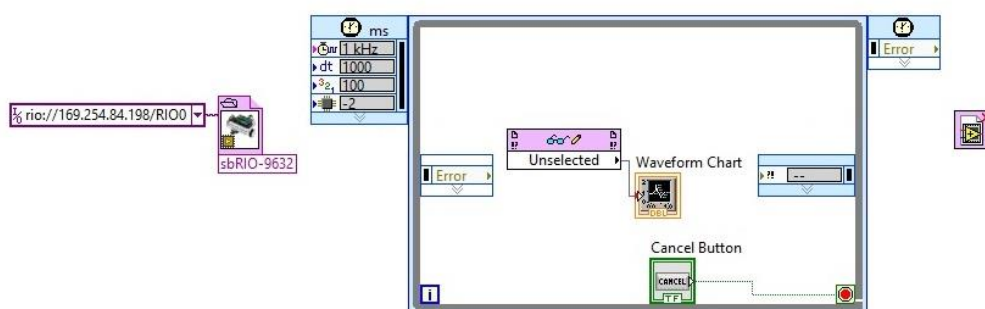 rio://169.254.84.198/RIO0
sbRIO-9632
ms
1 kHz
dt 1000
100
-2
Error
Unselected
Waveform Chart
DBL
Cancel Button
CANCEL
TF
i
?! --
Error